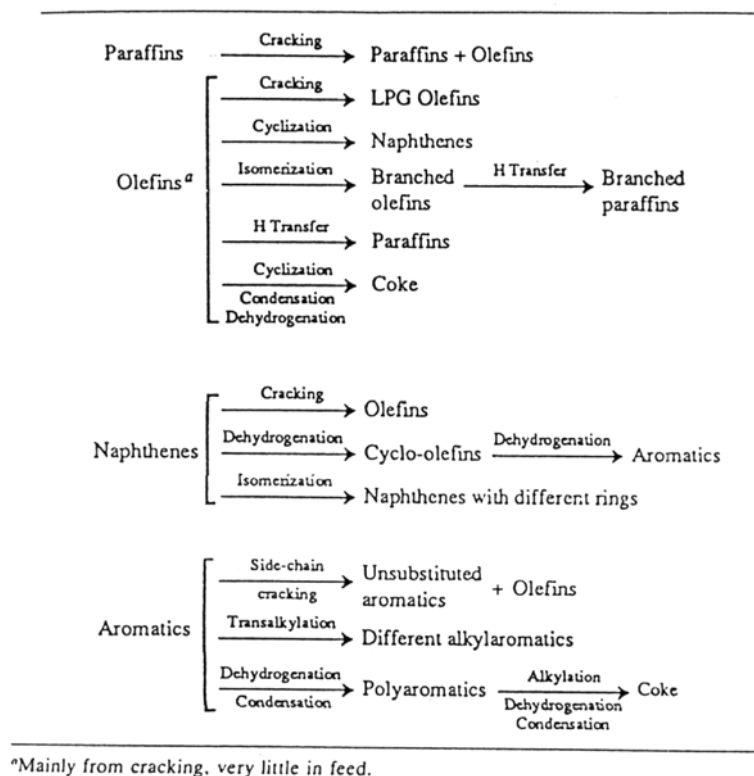 Cracking
Paraffins Paraffins + Olefins
Cracking
LPG Olefins
Cyclization
Naphthenes
Olefinsᵃ
Isomerization
Branched olefins
H Transfer
Branched paraffins
H Transfer
Paraffins
Cyclization
Coke
Condensation
Dehydrogenation
Cracking
Olefins
Naphthenes
Dehydrogenation
Cyclo-olefins
Dehydrogenation
Aromatics
Isomerization
Naphthenes with different rings
Aromatics
Side-chain
cracking
Unsubstituted
aromatics
+ Olefins
Transalkylation
Different alkylaromatics
Dehydrogenation
Condensation
Polyaromatics
Alkylation
Dehydrogenation
Condensation
Coke
ᵃMainly from cracking, very little in feed.